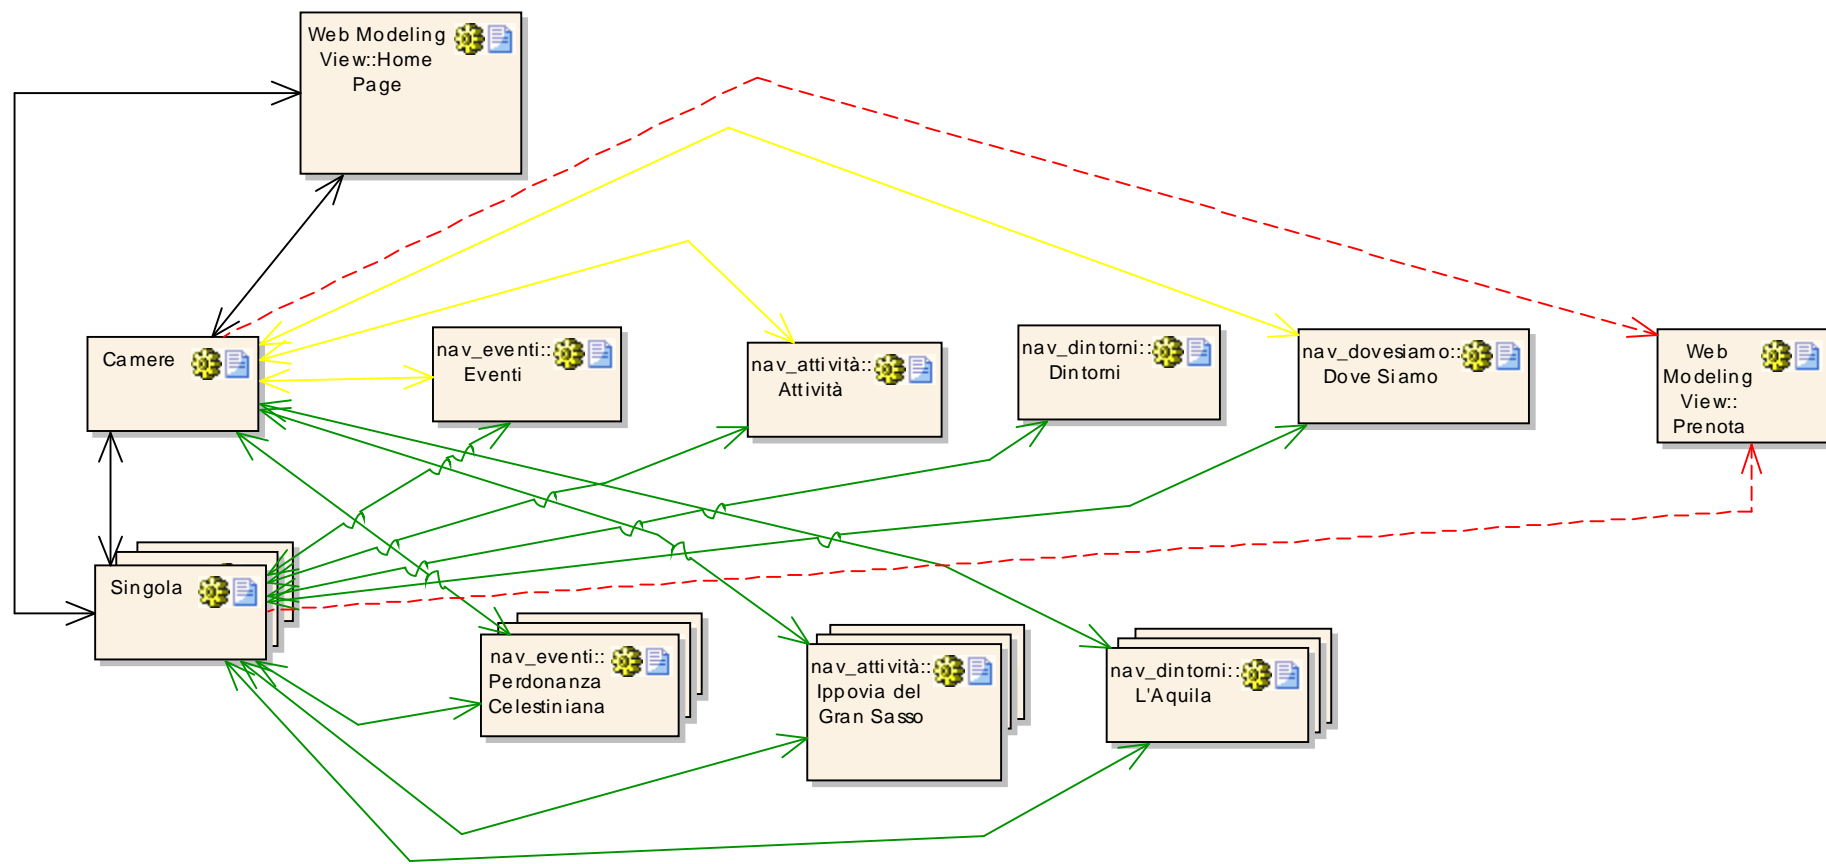 Web Modeling
View::Home
Page
Camere
nav_eventi::
Eventi
nav_attività::
Attività
nav_dintorni::
Dintorni
nav_dovesiamo::
Dove Siamo
Web
Modeling
View::
Prenota
Singola
nav_eventi::
Perdonanza
Celestiniana
nav_attività::
Ippovia del
Gran Sasso
nav_dintorni::
L'Aquila